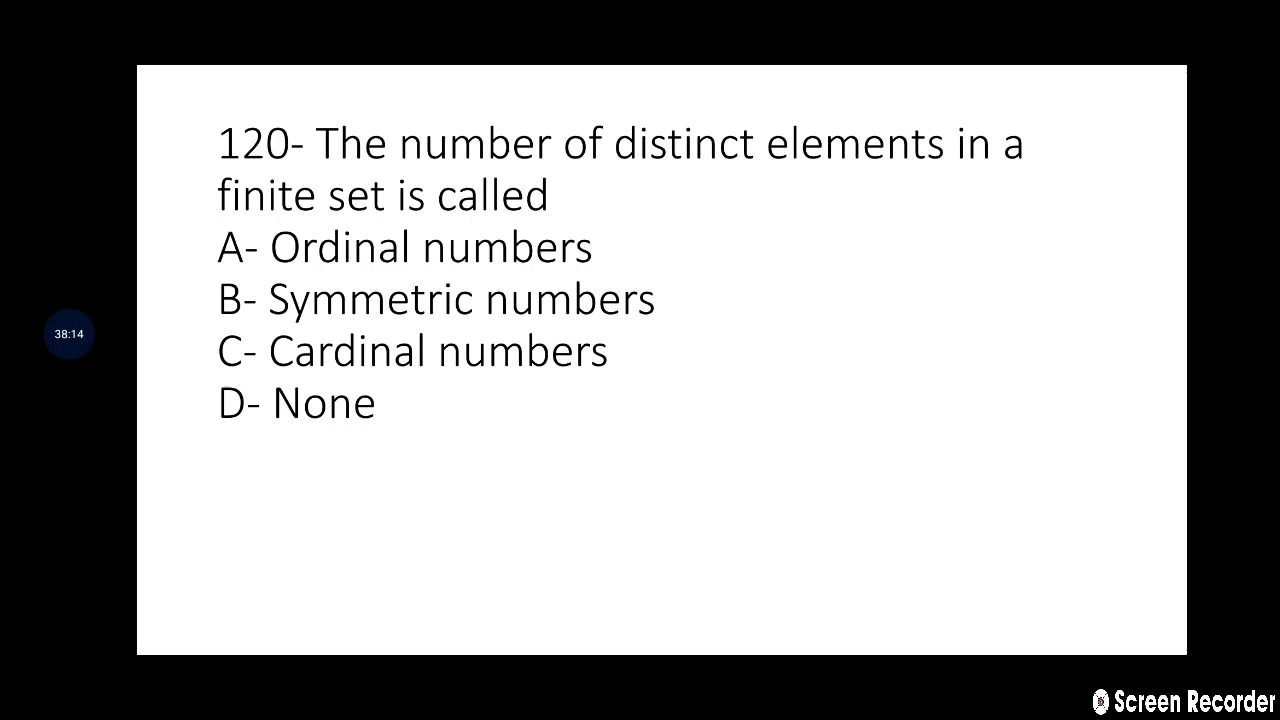 120- The number of distinct elements in a
finite set is called
A- Ordinal numbers
B- Symmetric numbers
C- Cardinal numbers
D- None
38:14
Screen Recorder